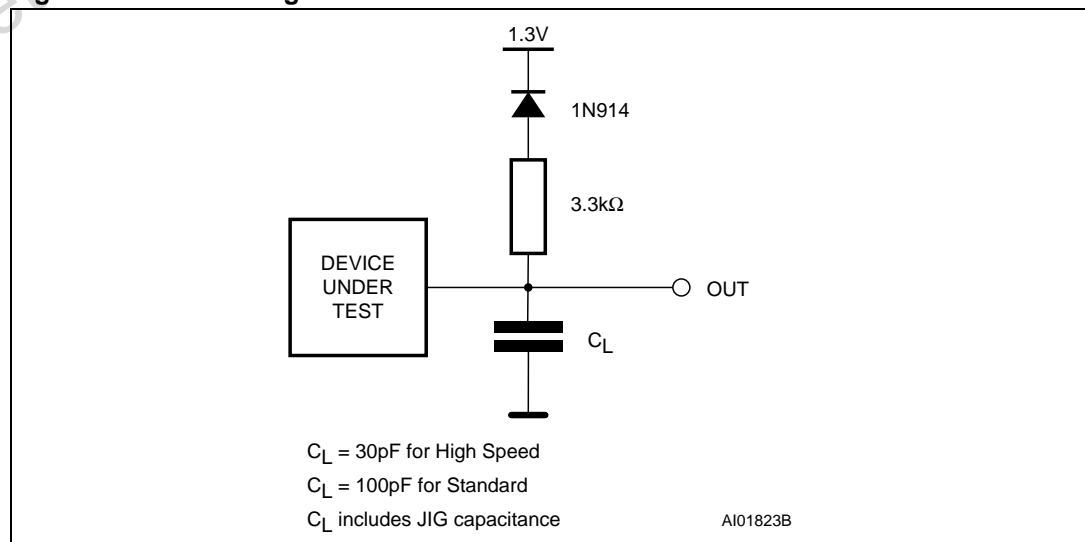 1.3V
1N914
3.3kΩ
DEVICE
UNDER
TEST
OUT
CL
CL = 30pF for High Speed
CL = 100pF for Standard
CL includes JIG capacitance
AI01823B